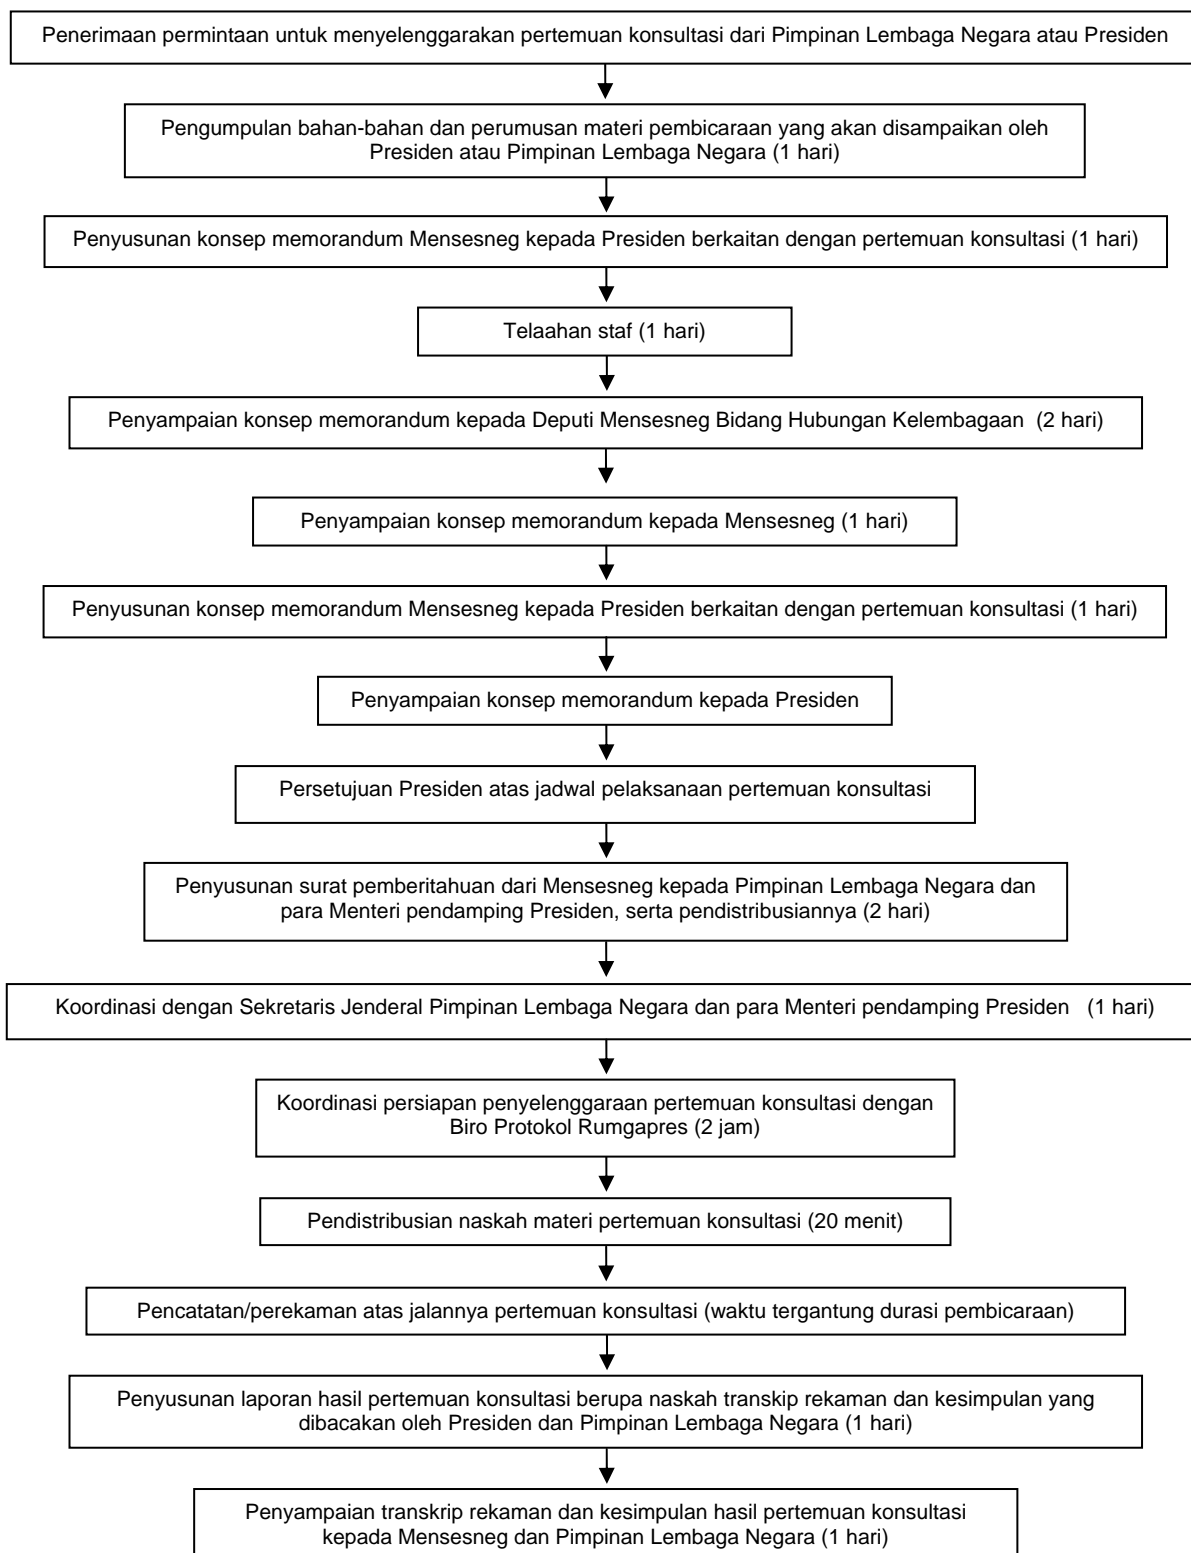 Penerimaan permintaan untuk menyelenggarakan pertemuan konsultasi dari Pimpinan Lembaga Negara atau Presiden
Pengumpulan bahan-bahan dan perumusan materi pembicaraan yang akan disampaikan oleh
Presiden atau Pimpinan Lembaga Negara (1 hari)
Penyusunan konsep memorandum Mensesneg kepada Presiden berkaitan dengan pertemuan konsultasi (1 hari)
Telaahan staf (1 hari)
Penyampaian konsep memorandum kepada Deputi Mensesneg Bidang Hubungan Kelembagaan (2 hari)
Penyampaian konsep memorandum kepada Mensesneg (1 hari)
Penyusunan konsep memorandum Mensesneg kepada Presiden berkaitan dengan pertemuan konsultasi (1 hari)
Penyampaian konsep memorandum kepada Presiden
Persetujuan Presiden atas jadwal pelaksanaan pertemuan konsultasi
Penyusunan surat pemberitahuan dari Mensesneg kepada Pimpinan Lembaga Negara dan
para Menteri pendamping Presiden, serta pendistribusiannya (2 hari)
Koordinasi dengan Sekretaris Jenderal Pimpinan Lembaga Negara dan para Menteri pendamping Presiden (1 hari)
Koordinasi persiapan penyelenggaraan pertemuan konsultasi dengan
Biro Protokol Rumgapres (2 jam)
Pendistribusian naskah materi pertemuan konsultasi (20 menit)
Pencatatan/perekaman atas jalannya pertemuan konsultasi (waktu tergantung durasi pembicaraan)
Penyusunan laporan hasil pertemuan konsultasi berupa naskah transkip rekaman dan kesimpulan yang
dibacakan oleh Presiden dan Pimpinan Lembaga Negara (1 hari)
Penyampaian transkrip rekaman dan kesimpulan hasil pertemuan konsultasi
kepada Mensesneg dan Pimpinan Lembaga Negara (1 hari)